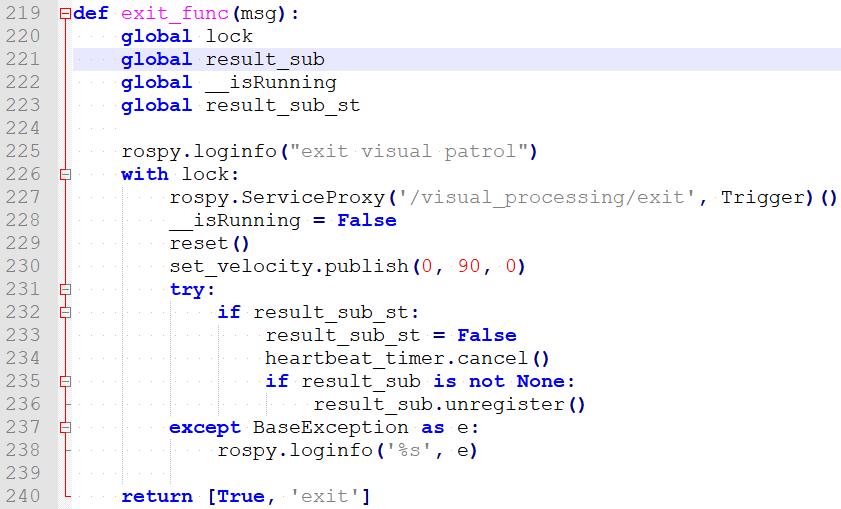 219 def exit_func(msg):
220     global lock
221     global result_sub
222     global __isRunning
223     global result_sub_st
224
225     rospy.loginfo("exit visual patrol")
226     with lock:
227         rospy.ServiceProxy('/visual_processing/exit', Trigger)()
228         __isRunning = False
229         reset()
230         set_velocity.publish(0, 90, 0)
231         try:
232             if result_sub_st:
233                 result_sub_st = False
234                 heartbeat_timer.cancel()
235                 if result_sub is not None:
236                     result_sub.unregister()
237         except BaseException as e:
238             rospy.loginfo('%s', e)
239
240     return [True, 'exit']